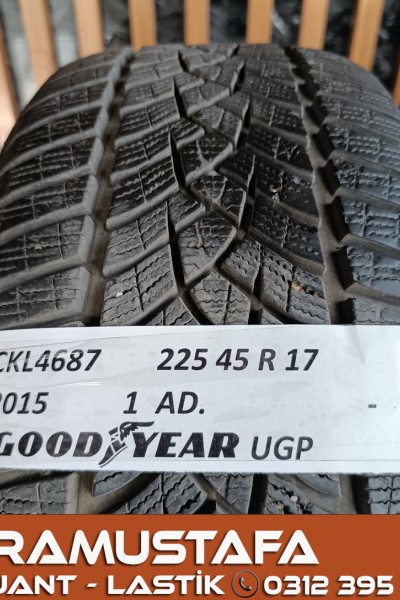 CKL4687 225 45 R 17
2015 1 AD. -
GOODYEAR UGP
RAMUSTAFA
JANT - LASTİK 0312 395